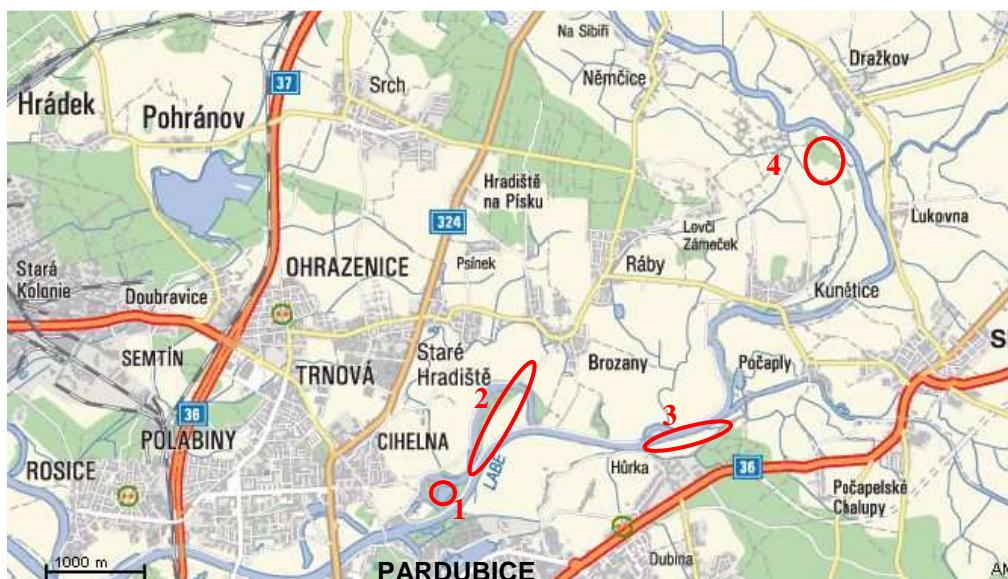 Na Sibiři
Dražkov
37
Srch
Němčice
Hrádek
Pohránov
4
Hradiště
na Písku
324
Lukovna
Lovčí
Zámeček
Stará
Kolonie
OHRAZENICE
Psínek
Ráby
Doubravice
Kunětice
S
SEMTÍN
TRNOVÁ
Staré
Hradiště
Brozany
Počaply
2
36
3
POLABINY
CIHELNA
LABE
ROSICE
Hůrka
36
1
Počapelské
Chalupy
1000 m
PARDUBICE
Dubina